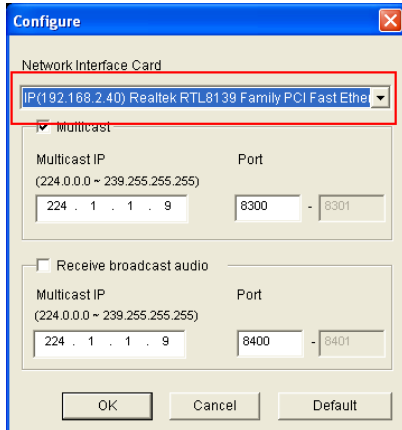 Configure
Network Interface Card
IP(192.168.2.40) Realtek RTL8139 Family PCI Fast Ether
Multicast
Multicast IP Port
(224.0.0.0 ~ 239.255.255.255)
224 . 1 . 1 . 9 8300 - 8301
Receive broadcast audio
Multicast IP Port
(224.0.0.0 ~ 239.255.255.255)
224 . 1 . 1 . 9 8400 - 8401
OK Cancel Default